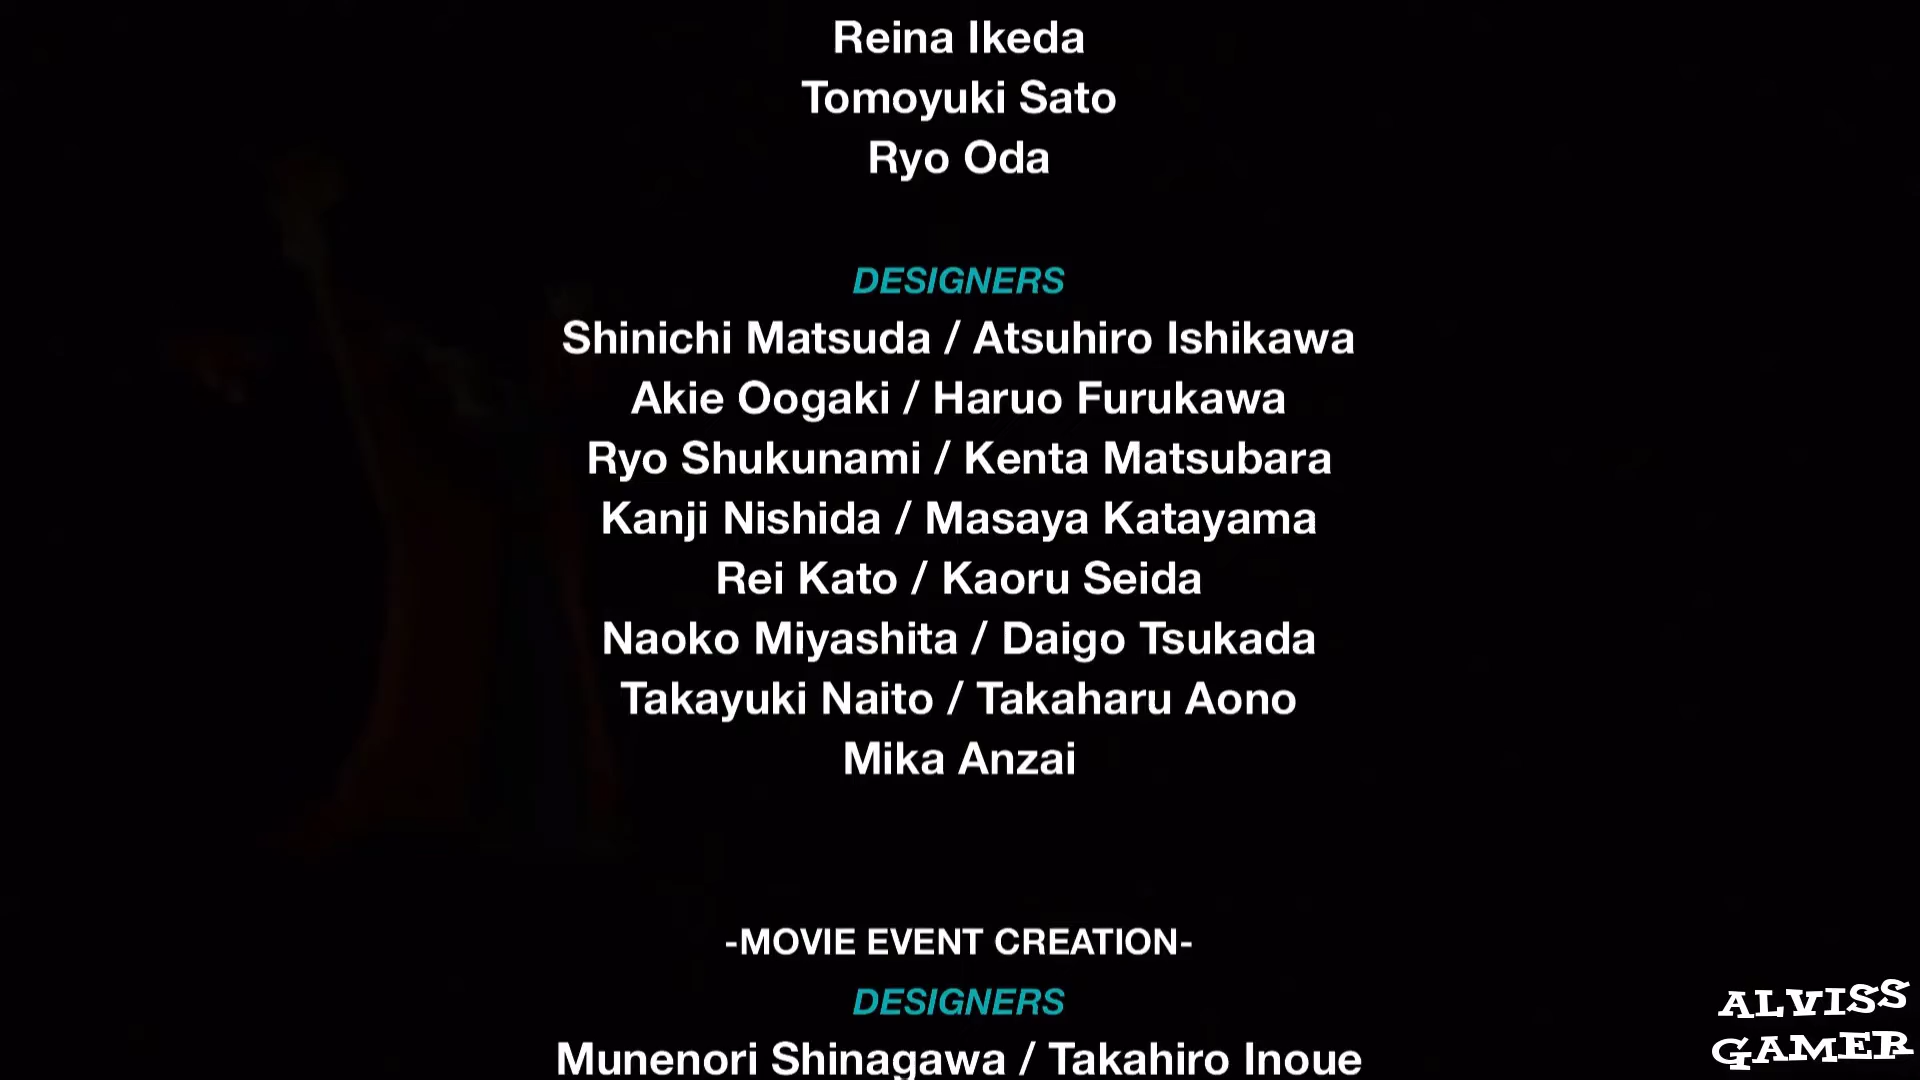 Reina Ikeda
Tomoyuki Sato
Ryo Oda
DESIGNERS
Shinichi Matsuda / Atsuhiro Ishikawa
Akie Oogaki / Haruo Furukawa
Ryo Shukunami / Kenta Matsubara
Kanji Nishida / Masaya Katayama
Rei Kato / Kaoru Seida
Naoko Miyashita / Daigo Tsukada
Takayuki Naito / Takaharu Aono
Mika Anzai
-MOVIE EVENT CREATION-
DESIGNERS
Munenori Shinagawa / Takahiro Inoue
ALVISS
GAMER